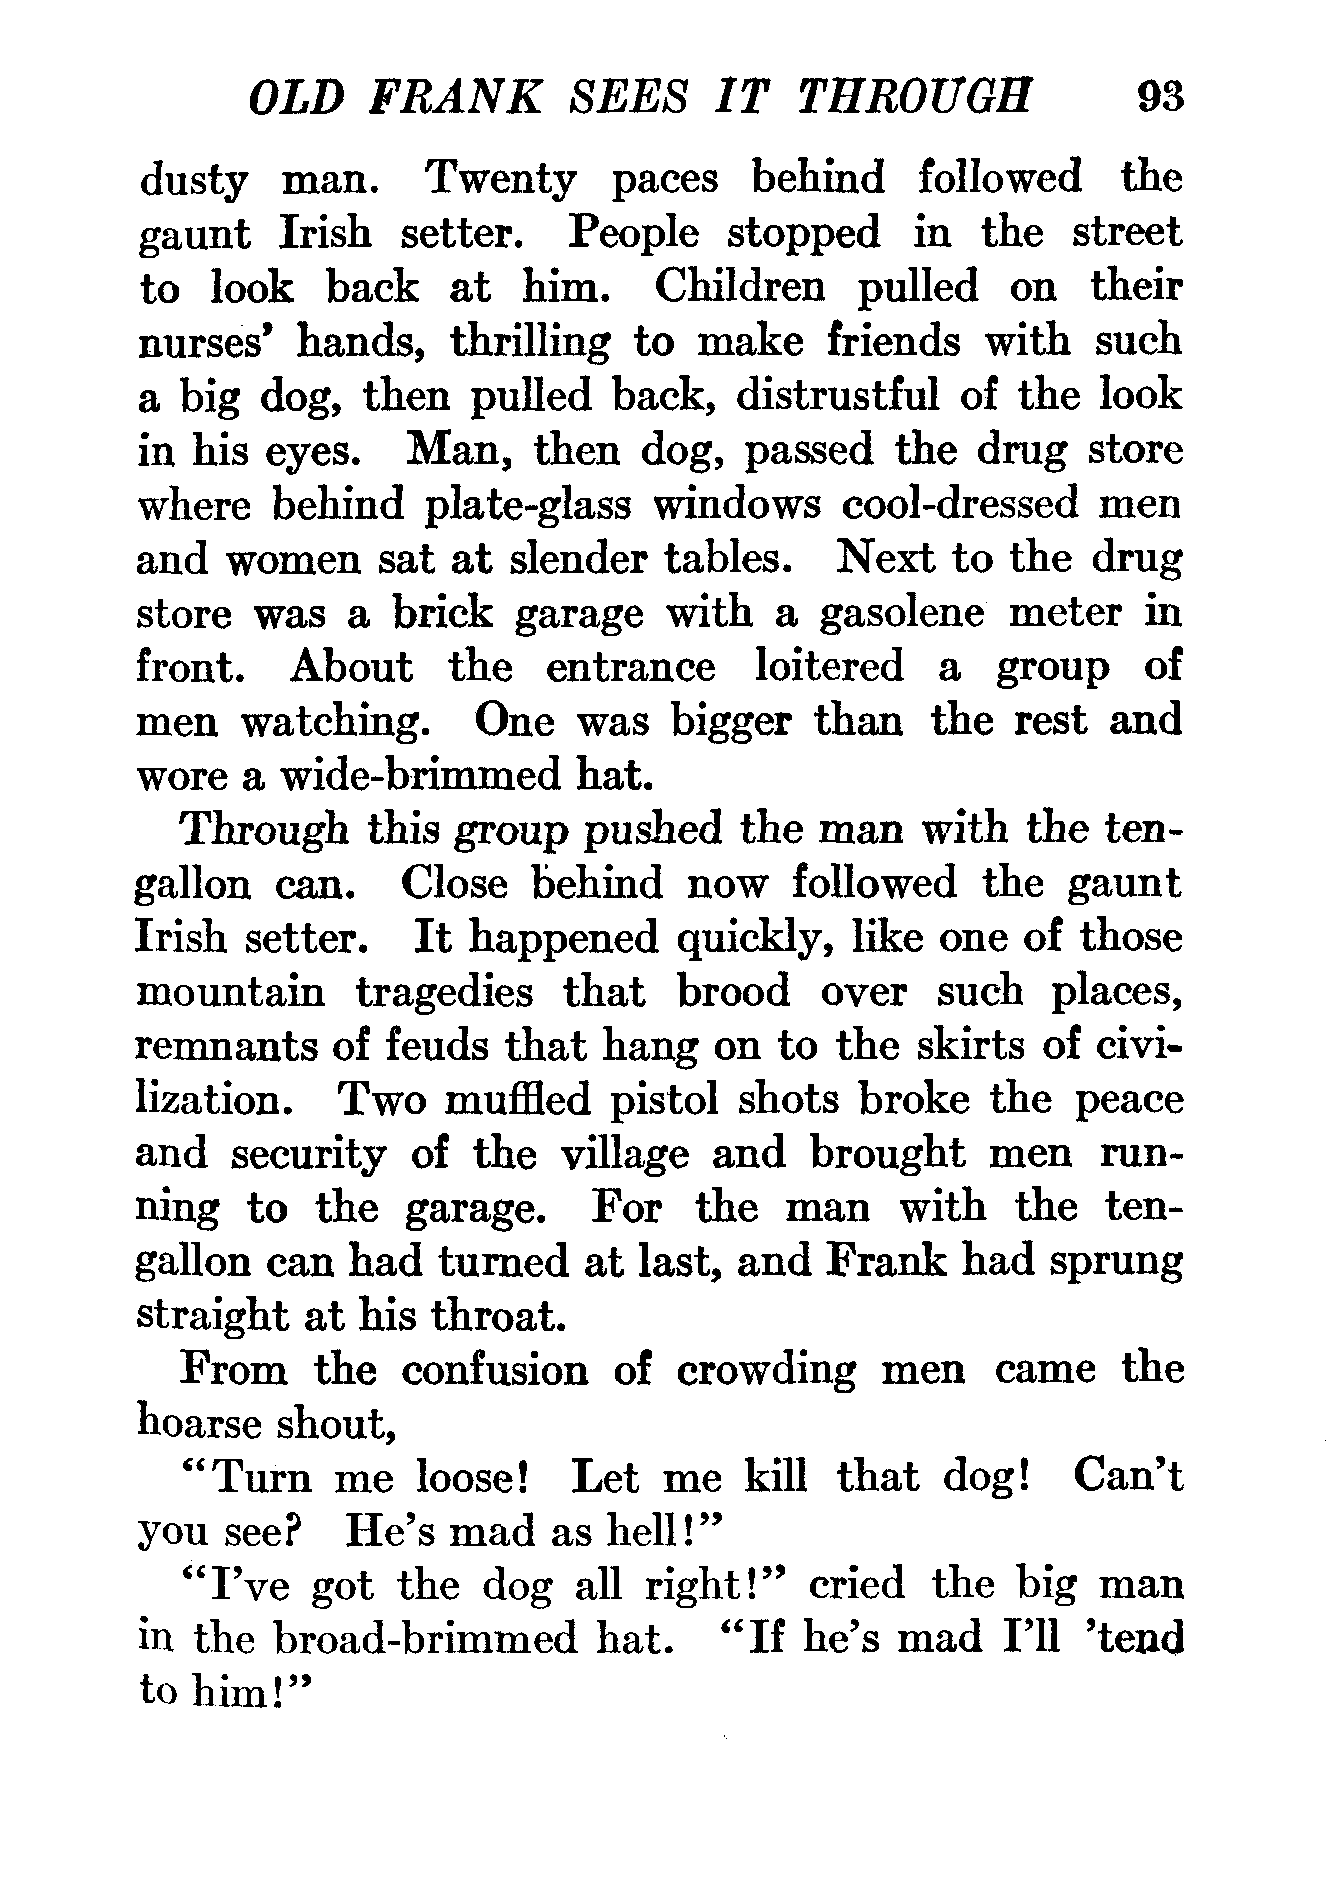 OLD FRANK SEES IT THROUGH 93
dusty man. Twenty paces behind followed the
gaunt Irish setter. People stopped in the street
to look back at him. Children pulled on their
nurses' hands, thrilling to make friends with such
a big dog, then pulled back, distrustful of the look
in his eyes. Man, then dog, passed the drug store
where behind plate-glass windows cool-dressed men
and women sat at slender tables. Next to the drug
store was a brick garage with a gasolene meter in
front. About the entrance loitered a group of
men watching. One was bigger than the rest and
wore a wide-brimmed hat.
Through this group pushed the man with the ten-
gallon can. Close behind now followed the gaunt
Irish setter. It happened quickly, like one of those
mountain tragedies that brood over such places,
remnants of feuds that hang on to the skirts of civi-
lization. Two muffled pistol shots broke the peace
and security of the village and brought men run-
ning to the garage. For the man with the ten-
gallon can had turned at last, and Frank had sprung
straight at his throat.
From the confusion of crowding men came the
hoarse shout,
"Turn me loose! Let me kill that dog! Can't
you see? He's mad as hell!"
"I've got the dog all right!" cried the big man
in the broad-brimmed hat. "If he's mad I'll 'tend
to him!"